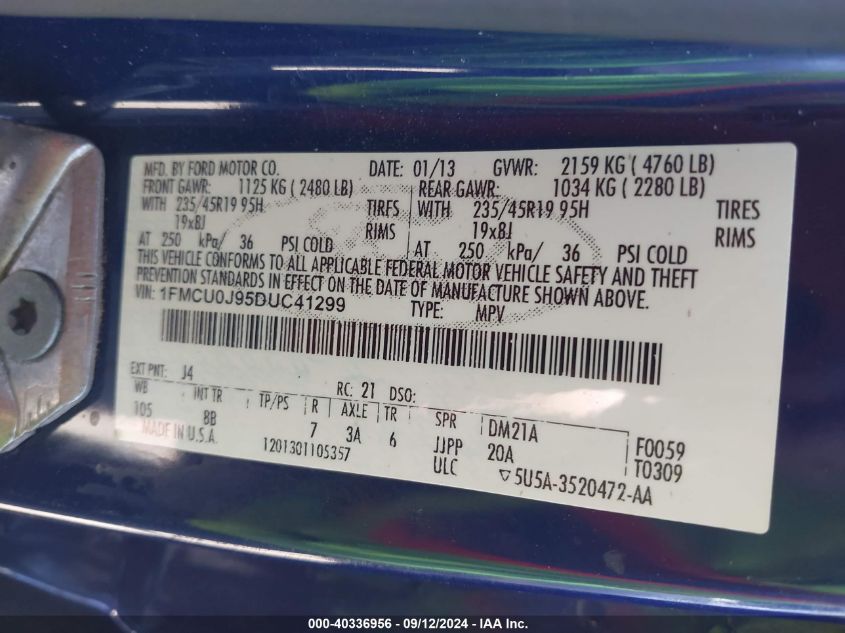 MFD. BY FORD MOTOR CO. DATE: 01/13 GVWR: 2159 KG ( 4760 LB)
FRONT GAWR: 1125 KG ( 2480 LB) REAR GAWR: 1034 KG ( 2280 LB)
WITH 235/45R19 95H TIRES WITH 235/45R19 95H TIRES
19x8J RIMS 19x8J RIMS
AT 250 kPa/ 36 PSI COLD AT 250 kPa/ 36 PSI COLD
THIS VEHICLE CONFORMS TO ALL APPLICABLE FEDERAL MOTOR VEHICLE SAFETY AND THEFT
PREVENTION STANDARDS IN EFFECT ON THE DATE OF MANUFACTURE SHOWN ABOVE.
VIN: 1FMCU0J95DUC41299 TYPE: MPV
EXT PNT: J4 RC: 21 DSO:
WB INT TR TP/PS R AXLE TR SPR DM21A
105 8B 7 3A 6 JJPP 20A F0059
MADE IN U.S.A. 1201301105357 ULC T0309
5U5A-3520472-AA
000-40336956 - 09/12/2024 - IAA Inc.